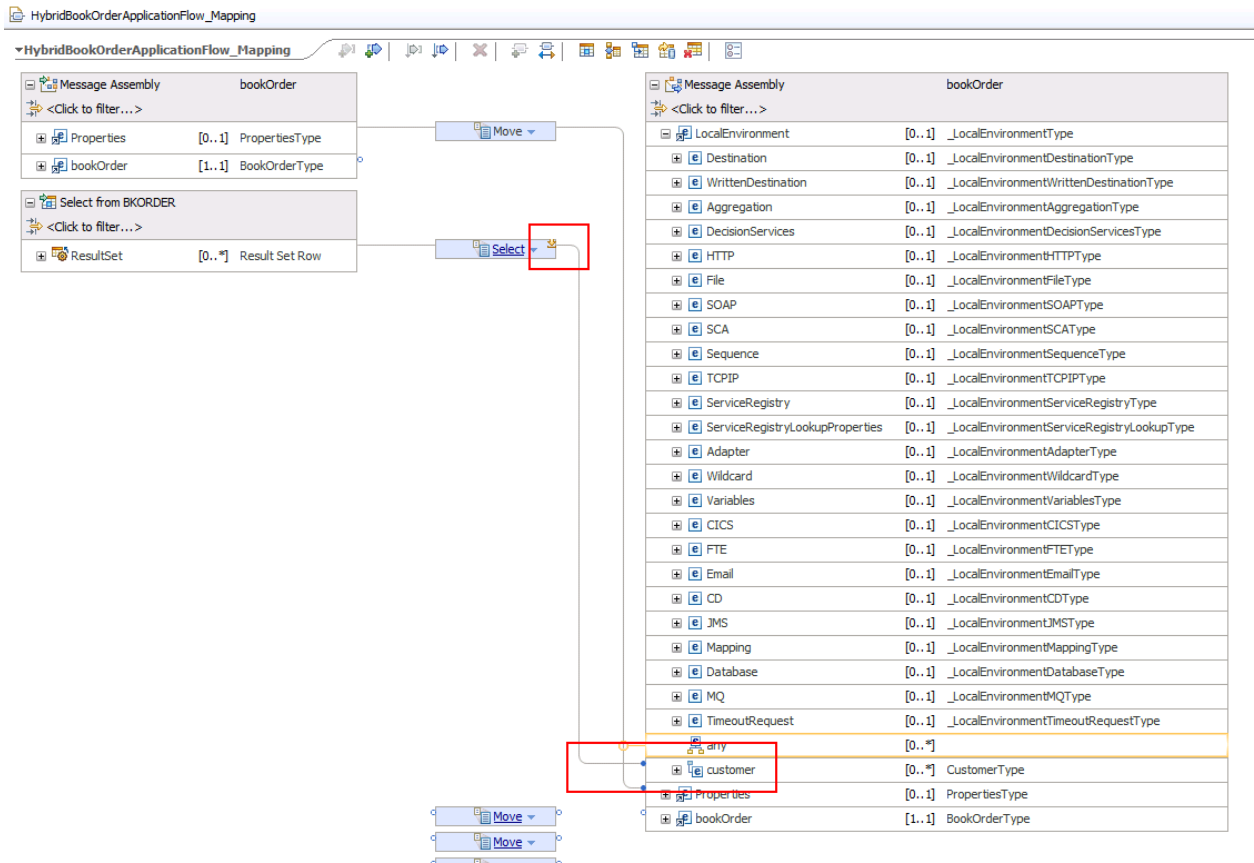 HybridBookOrderApplicationFlow_Mapping
HybridBookOrderApplicationFlow_Mapping
Message Assembly bookOrder
<Click to filter...>
Properties [0..1] PropertiesType
bookOrder [1..1] BookOrderType
Select from BKORDER
<Click to filter...>
ResultSet [0..*] Result Set Row
Move
Select
Move
Move
Message Assembly bookOrder
<Click to filter...>
LocalEnvironment [0..1] _LocalEnvironmentType
Destination [0..1] _LocalEnvironmentDestinationType
WrittenDestination [0..1] _LocalEnvironmentWrittenDestinationType
Aggregation [0..1] _LocalEnvironmentAggregationType
DecisionServices [0..1] _LocalEnvironmentDecisionServicesType
HTTP [0..1] _LocalEnvironmentHTTPType
File [0..1] _LocalEnvironmentFileType
SOAP [0..1] _LocalEnvironmentSOAPType
SCA [0..1] _LocalEnvironmentSCAType
Sequence [0..1] _LocalEnvironmentSequenceType
TCPIP [0..1] _LocalEnvironmentTCPIPType
ServiceRegistry [0..1] _LocalEnvironmentServiceRegistryType
ServiceRegistryLookupProperties [0..1] _LocalEnvironmentServiceRegistryLookupType
Adapter [0..1] _LocalEnvironmentAdapterType
Wildcard [0..1] _LocalEnvironmentWildcardType
Variables [0..1] _LocalEnvironmentVariablesType
CICS [0..1] _LocalEnvironmentCICSType
FTE [0..1] _LocalEnvironmentFTEType
Email [0..1] _LocalEnvironmentEmailType
CD [0..1] _LocalEnvironmentCDType
JMS [0..1] _LocalEnvironmentJMSType
Mapping [0..1] _LocalEnvironmentMappingType
Database [0..1] _LocalEnvironmentDatabaseType
MQ [0..1] _LocalEnvironmentMQType
TimeoutRequest [0..1] _LocalEnvironmentTimeoutRequestType
any [0..*]
customer [0..*] CustomerType
Properties [0..1] PropertiesType
bookOrder [1..1] BookOrderType